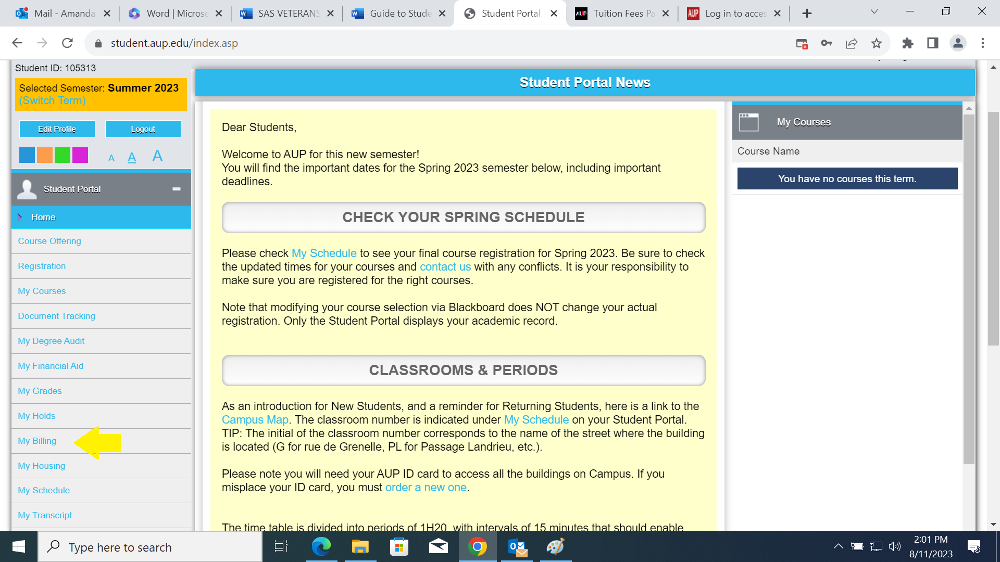 Mail - Amanda
Word | Microsc
SAS VETERANS
Guide to Stude
Student Portal
AUP
Tuition Fees Pa
AUP
Log in to acces
student.aup.edu/index.asp
Student ID: 105313
Selected Semester: Summer 2023
(Switch Term)
Edit Profile
Logout
A A A
Student Portal
Home
Course Offering
Registration
My Courses
Document Tracking
My Degree Audit
My Financial Aid
My Grades
My Holds
My Billing
My Housing
My Schedule
My Transcript
Student Portal News
Dear Students,
Welcome to AUP for this new semester!
You will find the important dates for the Spring 2023 semester below, including important
deadlines.
CHECK YOUR SPRING SCHEDULE
Please check My Schedule to see your final course registration for Spring 2023. Be sure to check
the updated times for your courses and contact us with any conflicts. It is your responsibility to
make sure you are registered for the right courses.
Note that modifying your course selection via Blackboard does NOT change your actual
registration. Only the Student Portal displays your academic record.
CLASSROOMS & PERIODS
As an introduction for New Students, and a reminder for Returning Students, here is a link to the
Campus Map. The classroom number is indicated under My Schedule on your Student Portal.
TIP: The initial of the classroom number corresponds to the name of the street where the building
is located (G for rue de Grenelle, PL for Passage Landrieu, etc.).
Please note you will need your AUP ID card to access all the buildings on Campus. If you
misplace your ID card, you must order a new one.
The time table is divided into periods of 1H20, with intervals of 15 minutes that should enable
My Courses
Course Name
You have no courses this term.
Type here to search
2:01 PM
8/11/2023